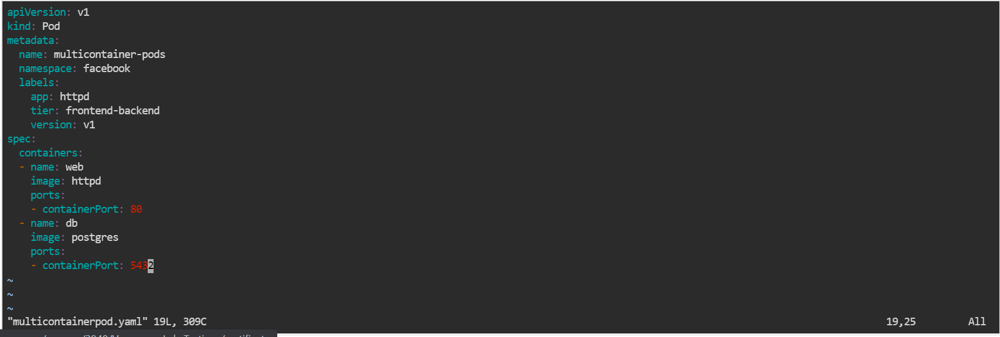 apiVersion: v1
kind: Pod
metadata:
  name: multicontainer-pods
  namespace: facebook
  labels:
    app: httpd
    tier: frontend-backend
    version: v1
spec:
  containers:
  - name: web
    image: httpd
    ports:
    - containerPort: 80
  - name: db
    image: postgres
    ports:
    - containerPort: 5432
~
~
~
"multicontainerpod.yaml" 19L, 309C 19,25 All